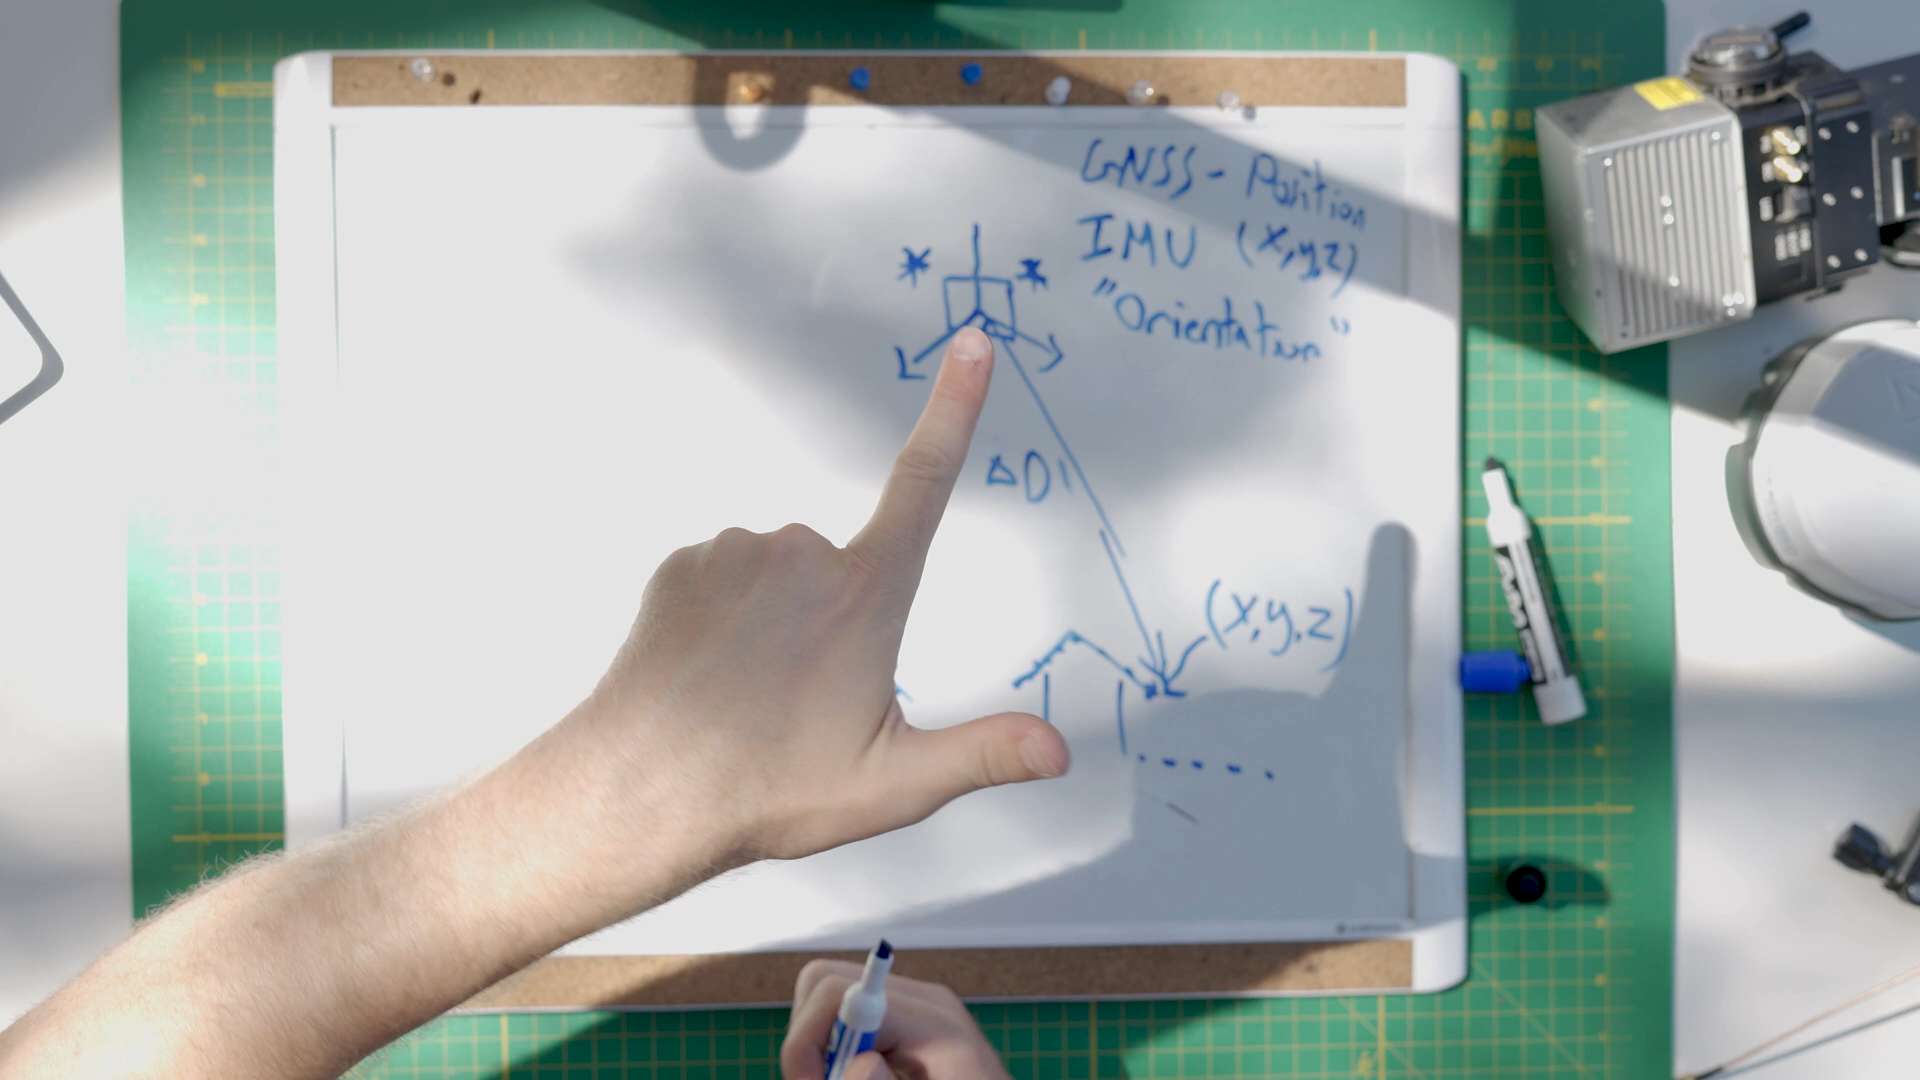 GNSS - Position
IMU (x,y,z)
"Orientation"
ΔD
(x,y,z)